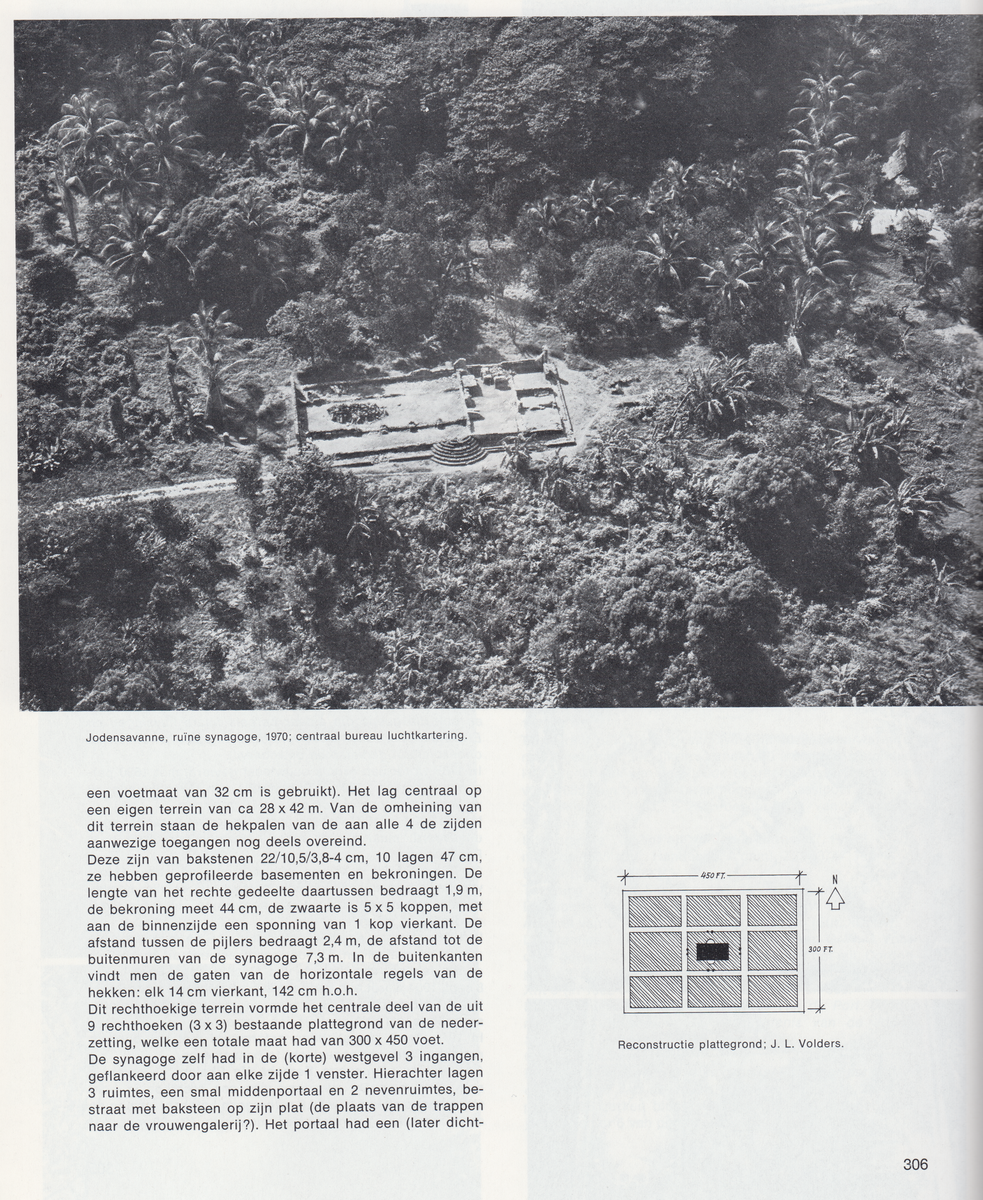 Jodensavanne, ruïne synagoge, 1970; centraal bureau luchtkartering.
een voetmaat van 32 cm is gebruikt). Het lag centraal op
een eigen terrein van ca 28 x 42 m. Van de omheining van
dit terrein staan de hekpalen van de aan alle 4 de zijden
aanwezige toegangen nog deels overeind.
Deze zijn van bakstenen 22/10,5/3,8-4 cm, 10 lagen 47 cm,
ze hebben geprofileerde basementen en bekroningen. De
lengte van het rechte gedeelte daartussen bedraagt 1,9 m,
de bekroning meet 44 cm, de zwaarte is 5 x 5 koppen, met
aan de binnenzijde een sponning van 1 kop vierkant. De
afstand tussen de pijlers bedraagt 2,4 m, de afstand tot de
buitenmuren van de synagoge 7,3 m. In de buitenkanten
vindt men de gaten van de horizontale regels van de
hekken: elk 14 cm vierkant, 142 cm h.o.h.
Dit rechthoekige terrein vormde het centrale deel van de uit
9 rechthoeken (3 x 3) bestaande plattegrond van de neder-
zetting, welke een totale maat had van 300 x 450 voet.
De synagoge zelf had in de (korte) westgevel 3 ingangen,
geflankeerd door aan elke zijde 1 venster. Hierachter lagen
3 ruimtes, een smal middenportaal en 2 nevenruimtes, be-
straat met baksteen op zijn plat (de plaats van de trappen
naar de vrouwengalerij?). Het portaal had een (later dicht-
450 FT.
N
300 FT.
Reconstructie plattegrond; J. L. Volders.
306